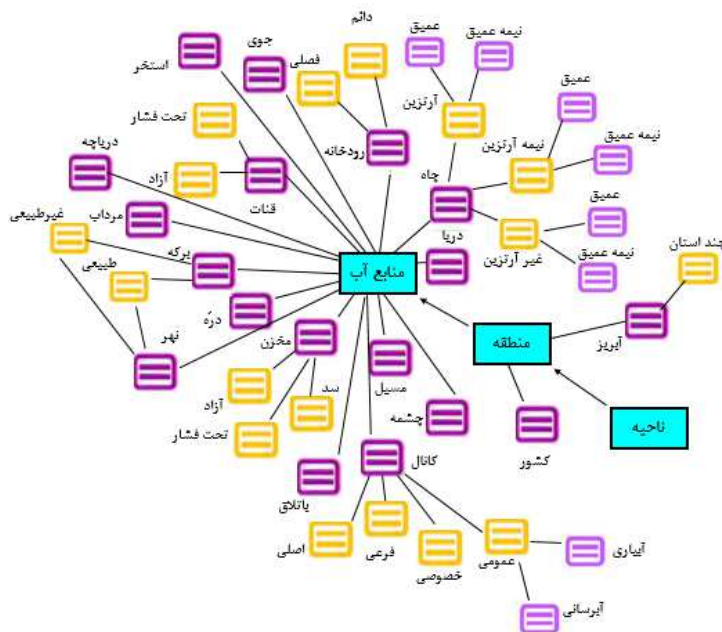 دائم
جوی
فصلی
استخر
عمیق
نیمه عمیق
آرتزین
تحت فشار
رودخانه
عمیق
نیمه آرتزین
نیمه عمیق
چاه
دریاچه
آزاد
قنات
عمیق
غیرطبیعی
مرداب
دریا
غیر آرتزین
نیمه عمیق
چند استان
برکه
طبیعی
منابع آب
درّه
مخزن
نهر
منطقه
آبریز
مسیل
آزاد
سد
چشمه
ناحیه
تحت فشار
کانال
کشور
باتلاق
اصلی
فرعی
خصوصی
عمومی
آبیاری
آبرسانی